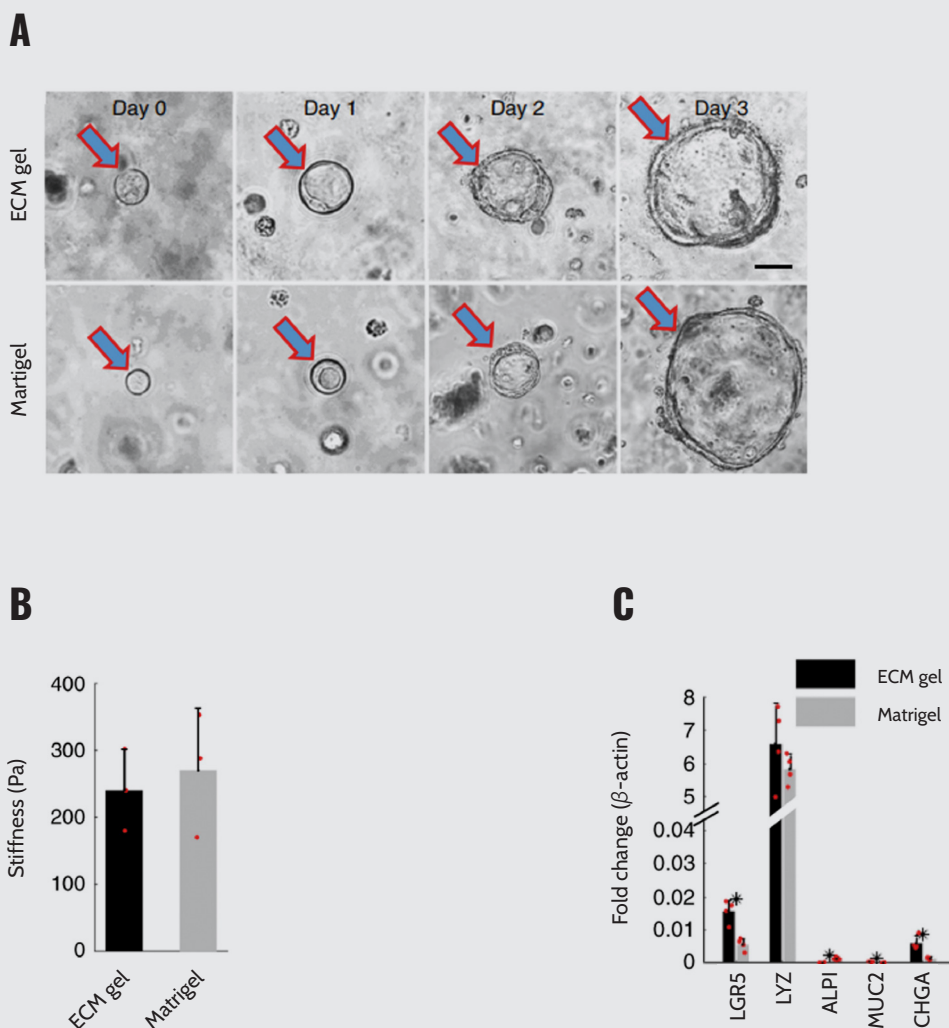 A
Day 0
Day 1
Day 2
Day 3
ECM gel
Martigel
B
Stiffness (Pa)
400
300
200
100
0
ECM gel
Matrigel
C
ECM gel
Matrigel
Fold change (β-actin)
8
7
6
5
0.04
0.03
0.02
0.01
0
*
*
*
*
LGR5
LYZ
ALPI
MUC2
CHGA